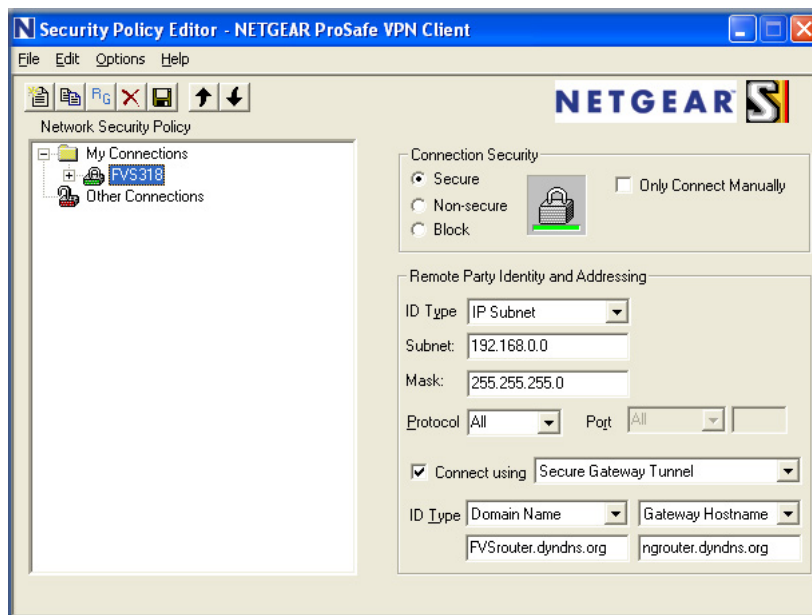 N Security Policy Editor - NETGEAR ProSafe VPN Client
File Edit Options Help
RG
NETGEAR S
Network Security Policy
My Connections
FVS318
Other Connections
Connection Security
Secure
Non-secure
Block
Only Connect Manually
Remote Party Identity and Addressing
ID Type IP Subnet
Subnet: 192.168.0.0
Mask: 255.255.255.0
Protocol All Port All
Connect using Secure Gateway Tunnel
ID Type Domain Name Gateway Hostname
FVSrouter.dyndns.org ngrouter.dyndns.org